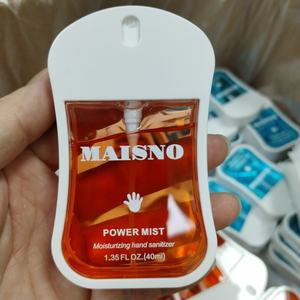 MAISNO
POWER MIST
Moisturizing hand sanitizer
1.35 FL OZ.(40ml)